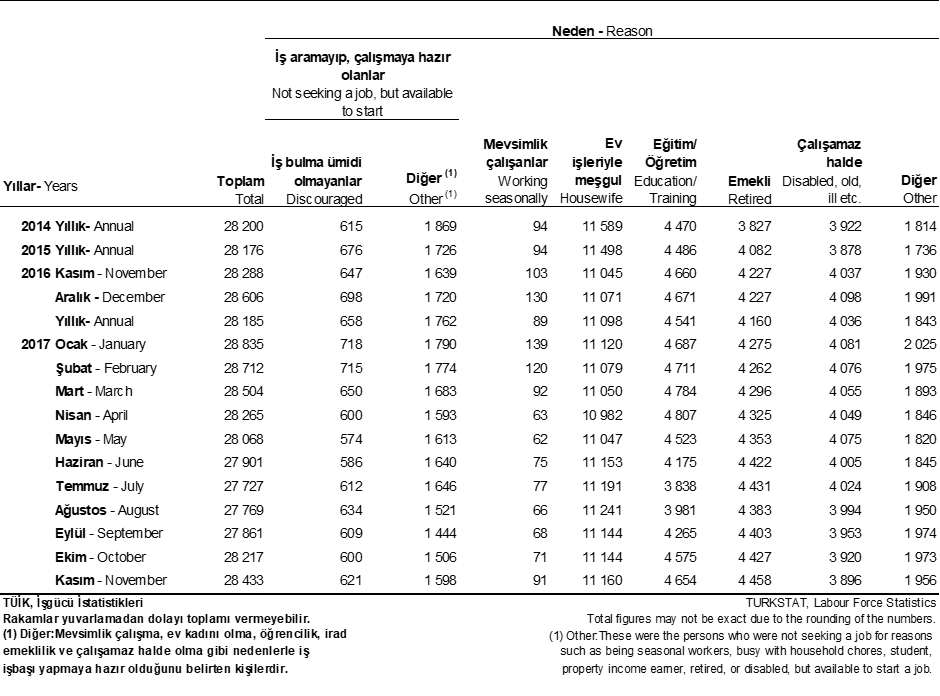 Neden - Reason
İş aramayıp, çalışmaya hazır
olanlar
Not seeking a job, but available
to start
Yıllar- Years
Toplam
Total
İş bulma ümidi
olmayanlar
Discouraged
Diğer (1)
Other (1)
Mevsimlik
çalışanlar
Working
seasonally
Ev
işleriyle
meşgul
Housewife
Eğitim/
Öğretim
Education/
Training
Emekli
Retired
Çalışamaz
halde
Disabled, old,
ill etc.
Diğer
Other
2014 Yıllık- Annual 28 200 615 1 869 94 11 589 4 470 3 827 3 922 1 814
2015 Yıllık- Annual 28 176 676 1 726 94 11 498 4 486 4 082 3 878 1 736
2016 Kasım - November 28 288 647 1 639 103 11 045 4 660 4 227 4 037 1 930
Aralık - December 28 606 698 1 720 130 11 071 4 671 4 227 4 098 1 991
Yıllık- Annual 28 185 658 1 762 89 11 098 4 541 4 160 4 036 1 843
2017 Ocak - January 28 835 718 1 790 139 11 120 4 687 4 275 4 081 2 025
Şubat - February 28 712 715 1 774 120 11 079 4 711 4 262 4 076 1 975
Mart - March 28 504 650 1 683 92 11 050 4 784 4 296 4 055 1 893
Nisan - April 28 265 600 1 593 63 10 982 4 807 4 325 4 049 1 846
Mayıs - May 28 068 574 1 613 62 11 047 4 523 4 353 4 075 1 820
Haziran - June 27 901 586 1 640 75 11 153 4 175 4 422 4 005 1 845
Temmuz - July 27 727 612 1 646 77 11 191 3 838 4 431 4 024 1 908
Ağustos - August 27 769 634 1 521 66 11 241 3 981 4 383 3 994 1 950
Eylül - September 27 861 609 1 444 68 11 144 4 265 4 403 3 953 1 974
Ekim - October 28 217 600 1 506 71 11 144 4 575 4 427 3 920 1 973
Kasım - November 28 433 621 1 598 91 11 160 4 654 4 458 3 896 1 956
TÜİK, İşgücü İstatistikleri
Rakamlar yuvarlamadan dolayı toplamı vermeyebilir.
(1) Diğer:Mevsimlik çalışma, ev kadını olma, öğrencilik, irad
emeklilik ve çalışamaz halde olma gibi nedenlerle iş
işbaşı yapmaya hazır olduğunu belirten kişilerdir.
TURKSTAT, Labour Force Statistics
Total figures may not be exact due to the rounding of the numbers.
(1) Other:These were the persons who were not seeking a job for reasons
such as being seasonal workers, busy with household chores, student,
property income earner, retired, or disabled, but available to start a job.